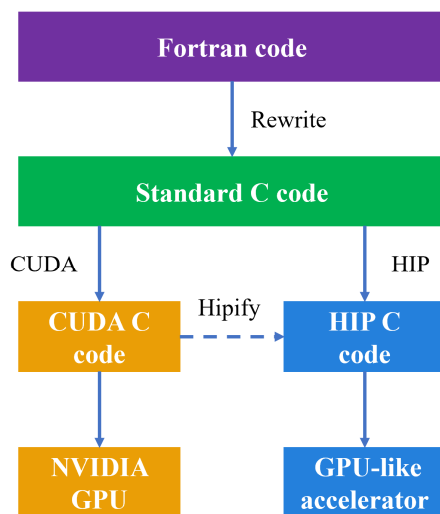 Fortran code
Rewrite
Standard C code
CUDA
HIP
CUDA C
code
Hipify
HIP C
code
NVIDIA
GPU
GPU-like
accelerator